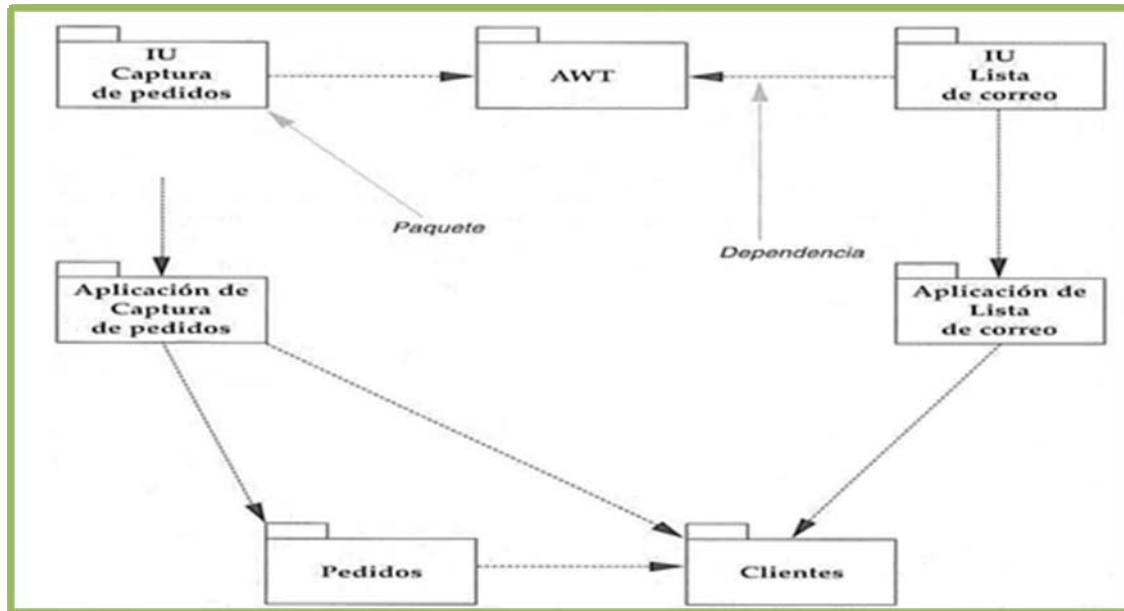 IU
Captura
de pedidos
AWT
IU
Lista
de correo
Paquete
Dependencia
Aplicación de
Captura
de pedidos
Aplicación de
Lista
de correo
Pedidos
Clientes